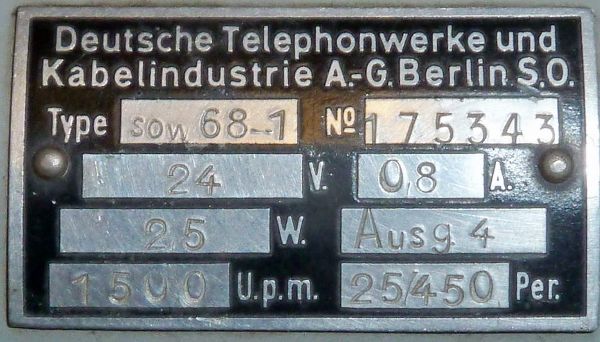 Deutsche Telephonwerke und
Kabelindustrie A.-G. Berlin S.O.
Type sow 68-1 No 175343
24 V. 0,8 A.
25 W. Ausg 4
1500 U.p.m. 25/450 Per.